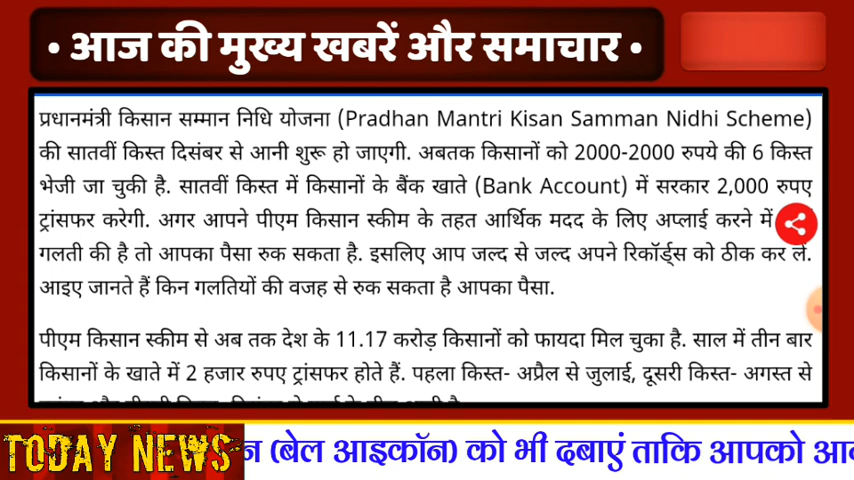 • आज की मुख्य खबरें और समाचार •
प्रधानमंत्री किसान सम्मान निधि योजना (Pradhan Mantri Kisan Samman Nidhi Scheme)
की सातवीं किस्त दिसंबर से आनी शुरू हो जाएगी. अबतक किसानों को 2000-2000 रुपये की 6 किस्त
भेजी जा चुकी है. सातवीं किस्त में किसानों के बैंक खाते (Bank Account) में सरकार 2,000 रुपए
ट्रांसफर करेगी. अगर आपने पीएम किसान स्कीम के तहत आर्थिक मदद के लिए अप्लाई करने में
गलती की है तो आपका पैसा रुक सकता है. इसलिए आप जल्द से जल्द अपने रिकॉर्ड्स को ठीक कर लें.
आइए जानते हैं किन गलतियों की वजह से रुक सकता है आपका पैसा.
पीएम किसान स्कीम से अब तक देश के 11.17 करोड़ किसानों को फायदा मिल चुका है. साल में तीन बार
किसानों के खाते में 2 हजार रुपए ट्रांसफर होते हैं. पहला किस्त- अप्रैल से जुलाई, दूसरी किस्त- अगस्त से
TODAY NEWS
न (बेल आइकॉन) को भी दबाएं ताकि आपको